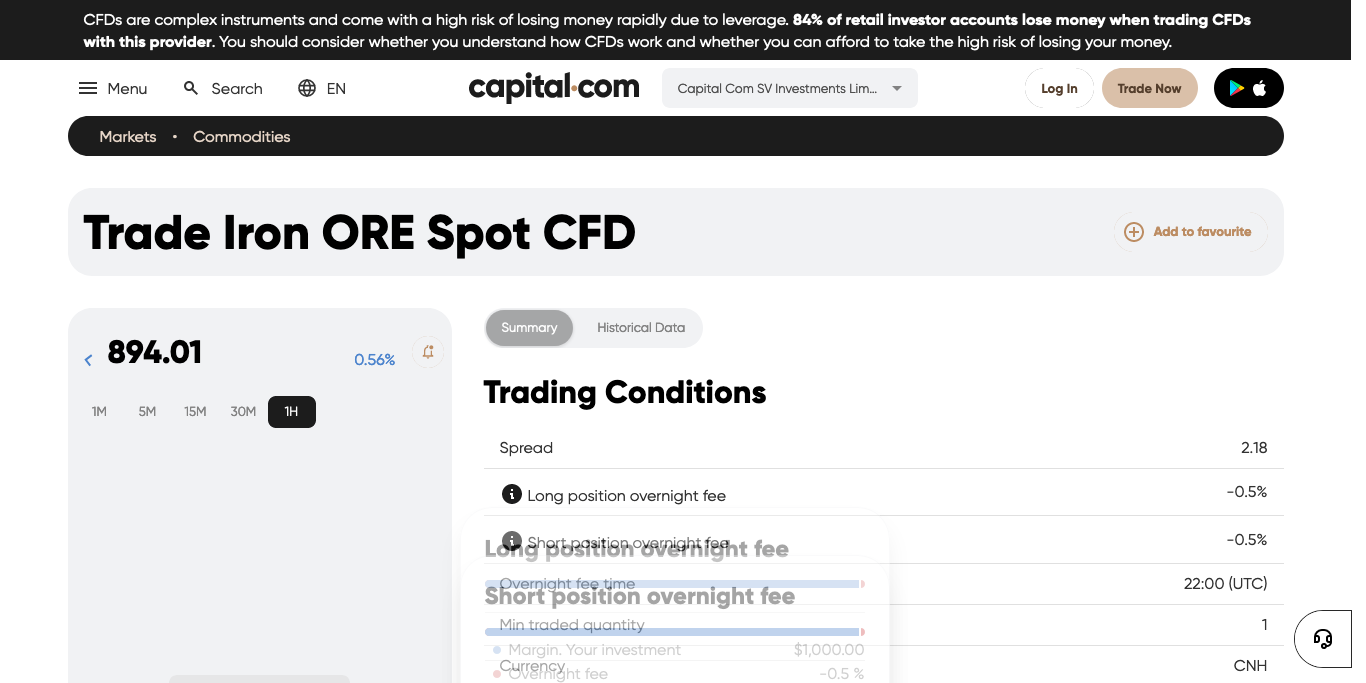 CFDs are complex instruments and come with a high risk of losing money rapidly due to leverage. 84% of retail investor accounts lose money when trading CFDs
with this provider. You should consider whether you understand how CFDs work and whether you can afford to take the high risk of losing your money.
Menu Search EN capital.com Capital Com SV Investments Lim... Log In Trade Now
Markets • Commodities
Trade Iron ORE Spot CFD
Add to favourite
894.01 0.56%
1M 5M 15M 30M 1H
Summary Historical Data
Trading Conditions
Spread 2.18
Long position overnight fee -0.5%
Short position overnight fee -0.5%
Long position overnight fee
Overnight fee time 22:00 (UTC)
Short position overnight fee
Min traded quantity 1
Margin. Your investment $1,000.00
Currency CNH
Overnight fee -0.5 %